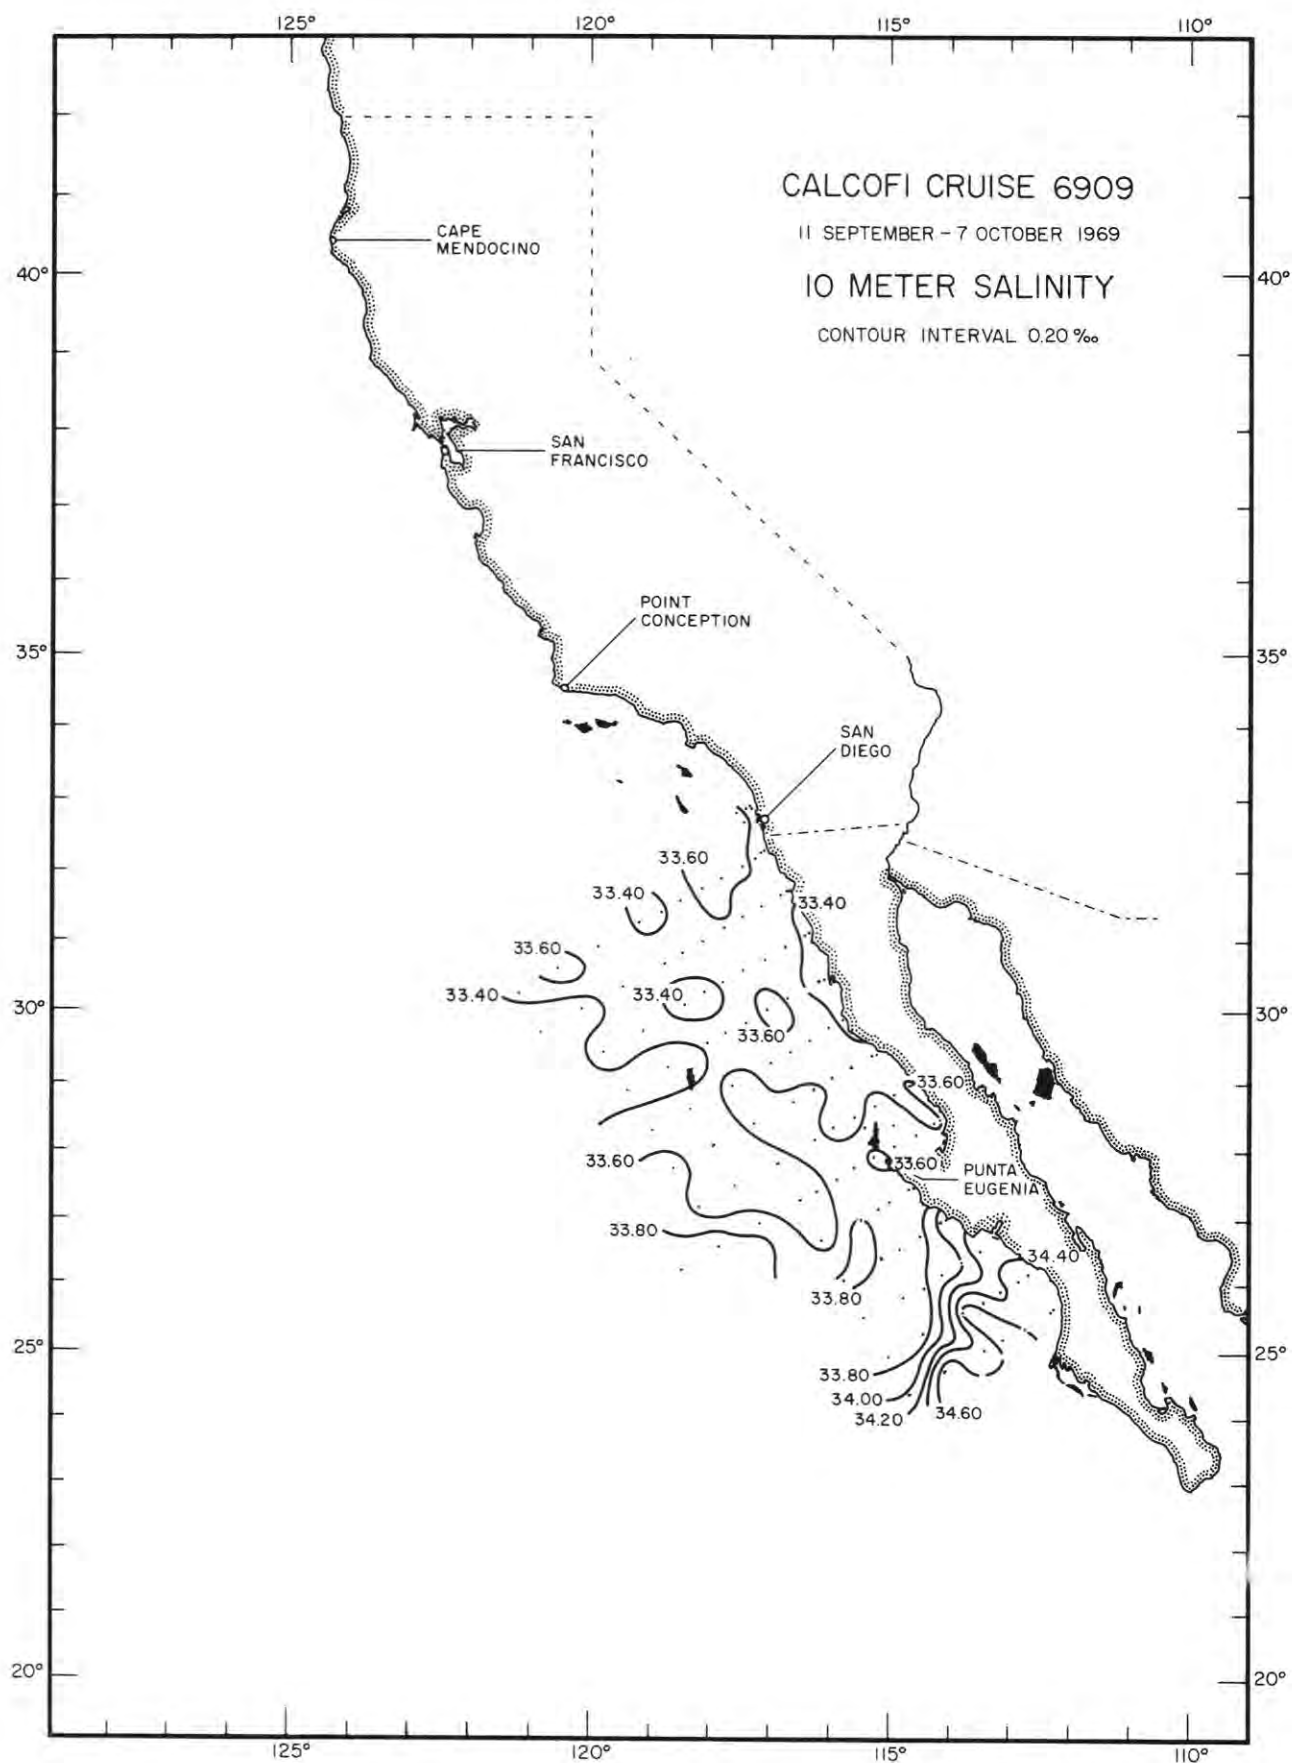 125°
120°
115°
110°
CALCOFI CRUISE 6909
11 SEPTEMBER - 7 OCTOBER 1969
10 METER SALINITY
CONTOUR INTERVAL 0.20 ‰
CAPE
MENDOCINO
40°
40°
SAN
FRANCISCO
POINT
CONCEPTION
35°
35°
SAN
DIEGO
33.60
33.40
33.40
33.60
33.40
33.40
33.60
30°
30°
33.60
33.60
33.60
PUNTA
EUGENIA
33.80
34.40
33.80
25°
25°
33.80
34.00
34.20
34.60
20°
20°
125°
120°
115°
110°